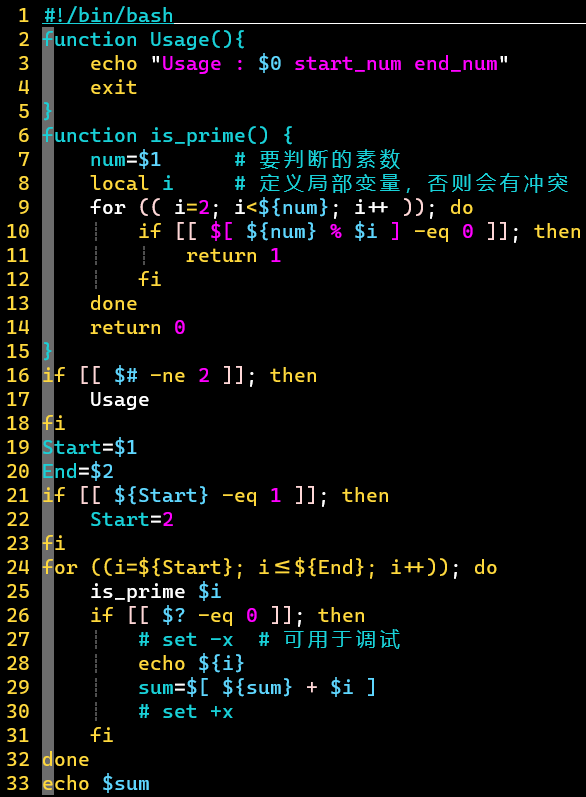 1 #!/bin/bash
2 function Usage(){
3     echo "Usage : $0 start_num end_num"
4     exit
5 }
6 function is_prime() {
7     num=$1      # 要判断的素数
8     local i     # 定义局部变量，否则会有冲突
9     for (( i=2; i<${num}; i++ )); do
10         if [[ $[ ${num} % $i ] -eq 0 ]]; then
11             return 1
12         fi
13     done
14     return 0
15 }
16 if [[ $# -ne 2 ]]; then
17     Usage
18 fi
19 Start=$1
20 End=$2
21 if [[ ${Start} -eq 1 ]]; then
22     Start=2
23 fi
24 for ((i=${Start}; i<=${End}; i++)); do
25     is_prime $i
26     if [[ $? -eq 0 ]]; then
27         # set -x  # 可用于调试
28         echo ${i}
29         sum=$[ ${sum} + $i ]
30         # set +x
31     fi
32 done
33 echo $sum